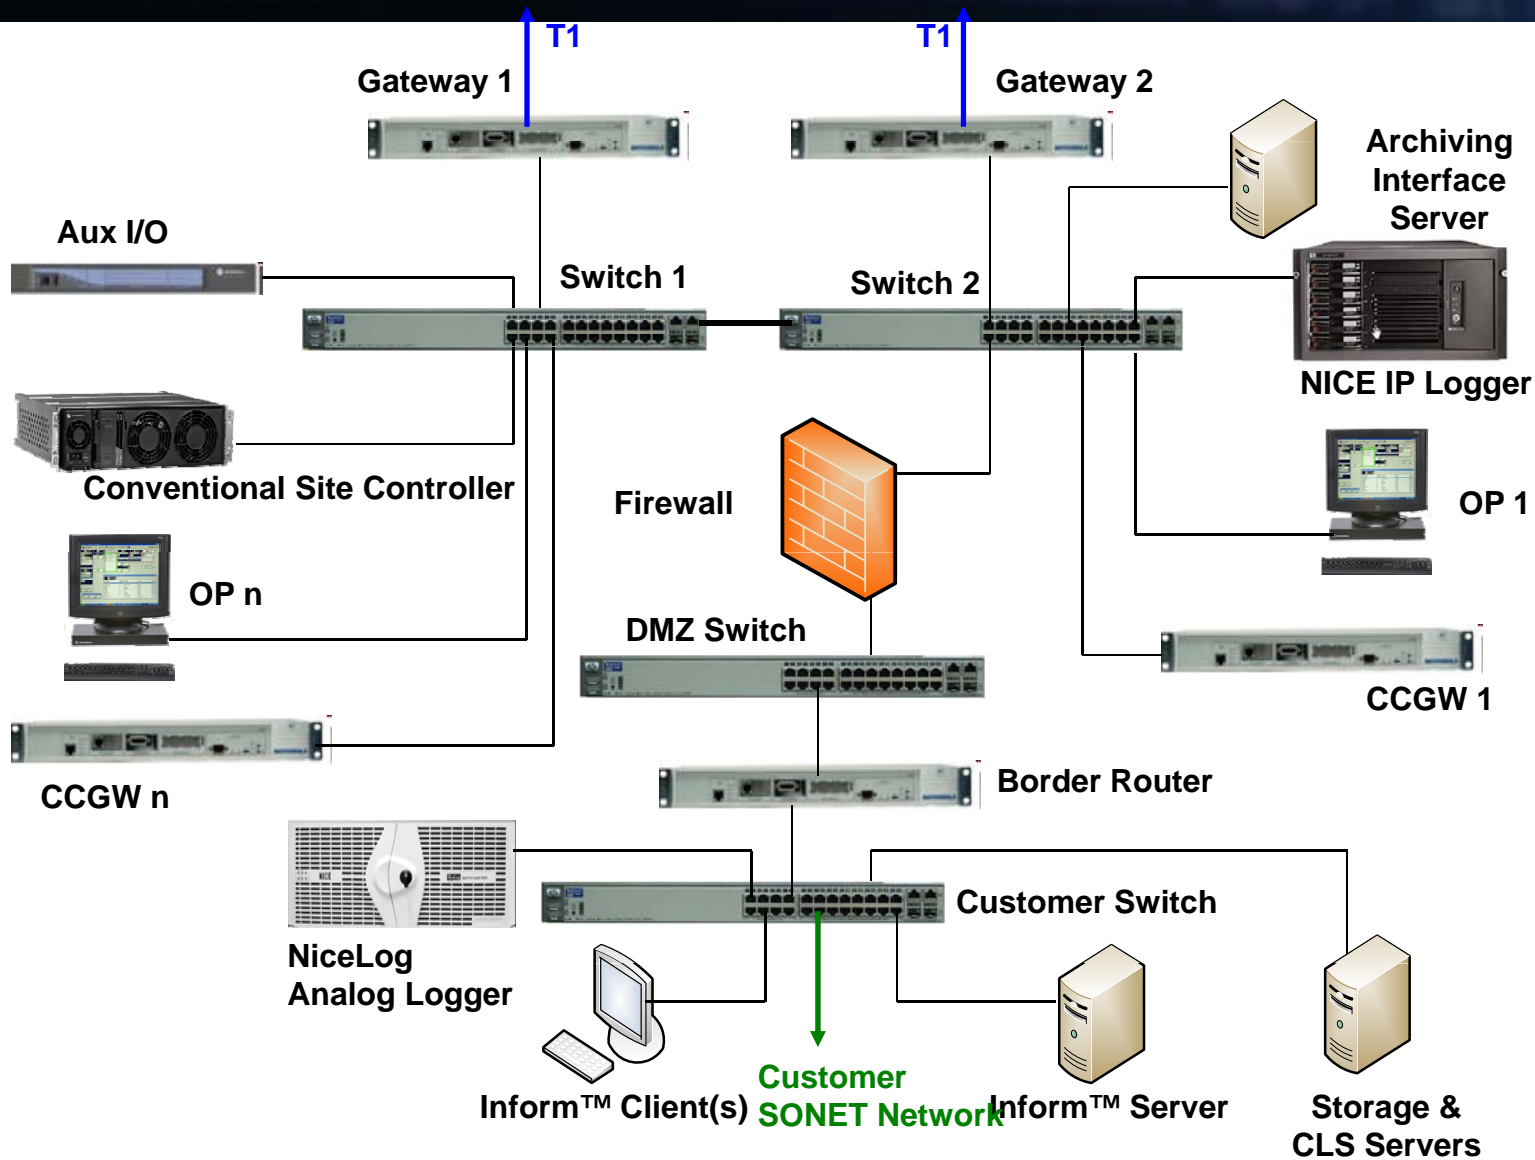 T1
T1
Gateway 1
Gateway 2
Archiving
Interface
Server
Aux I/O
Switch 1
Switch 2
NICE IP Logger
Conventional Site Controller
Firewall
OP 1
OP n
DMZ Switch
CCGW 1
CCGW n
Border Router
NICE
Customer Switch
NiceLog
Analog Logger
Inform™ Client(s)
Customer
SONET Network
Inform™ Server
Storage &
CLS Servers